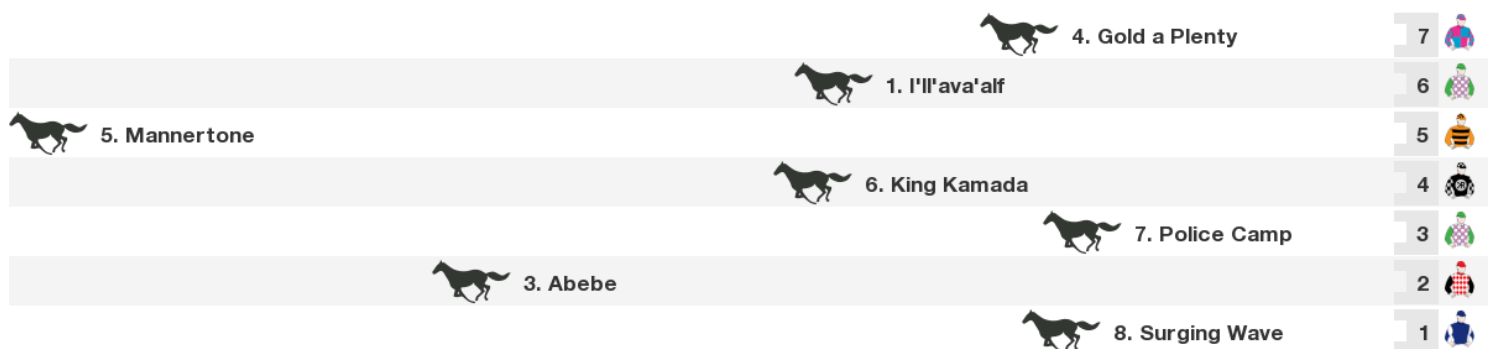 4. Gold a Plenty 7
1. I'll'ava'alf 6
5. Mannertone 5
6. King Kamada 4
7. Police Camp 3
3. Abebe 2
8. Surging Wave 1